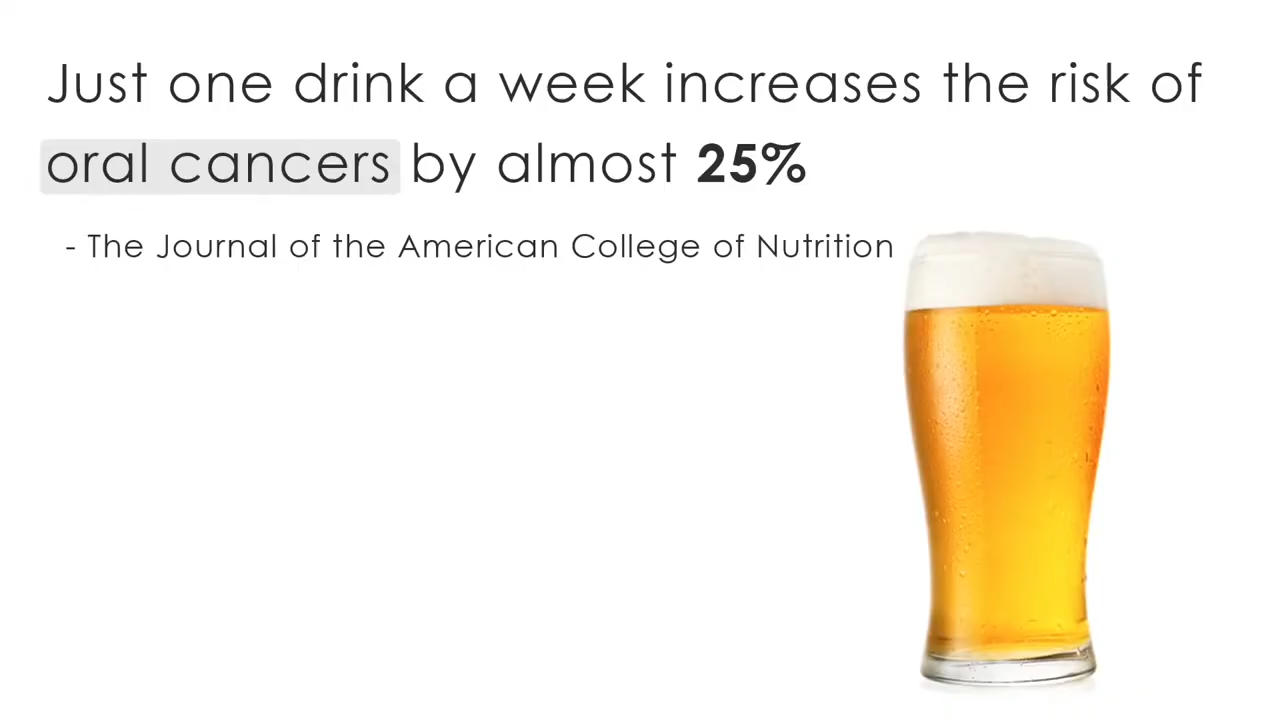 Just one drink a week increases the risk of
oral cancers by almost 25%
- The Journal of the American College of Nutrition